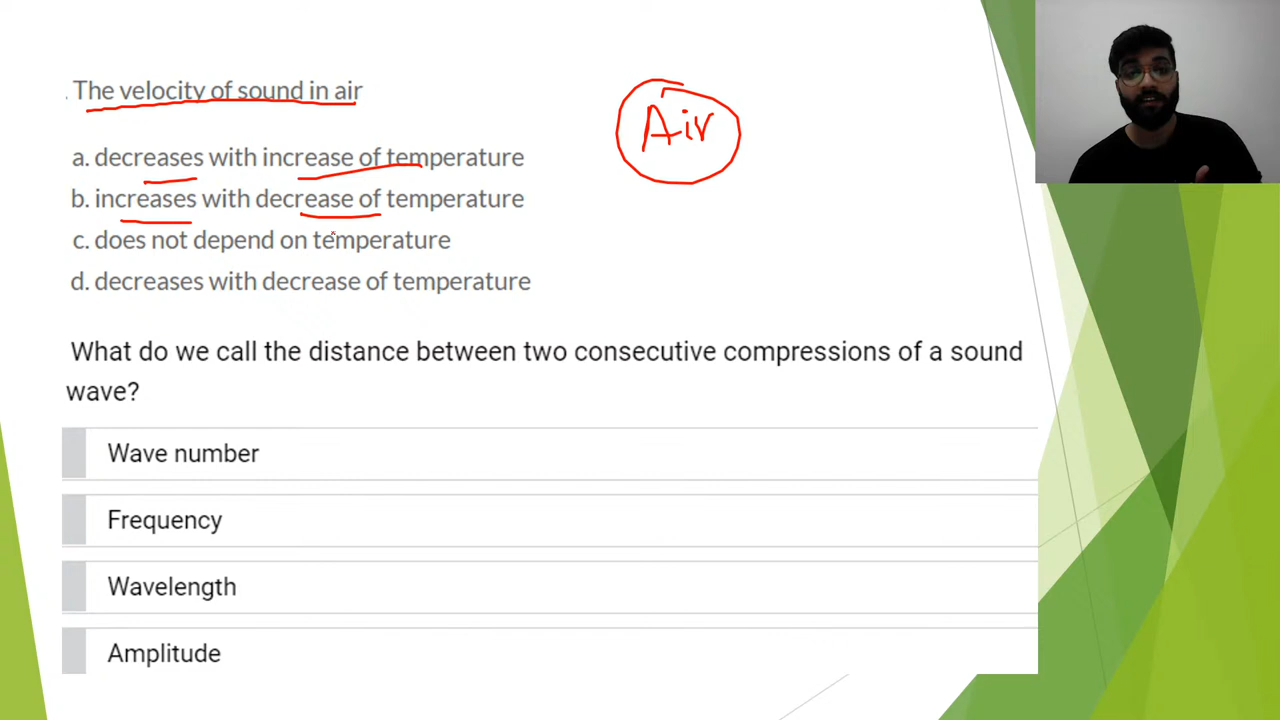 . The velocity of sound in air
Air
a. decreases with increase of temperature
b. increases with decrease of temperature
c. does not depend on temperature
d. decreases with decrease of temperature
What do we call the distance between two consecutive compressions of a sound
wave?
Wave number
Frequency
Wavelength
Amplitude